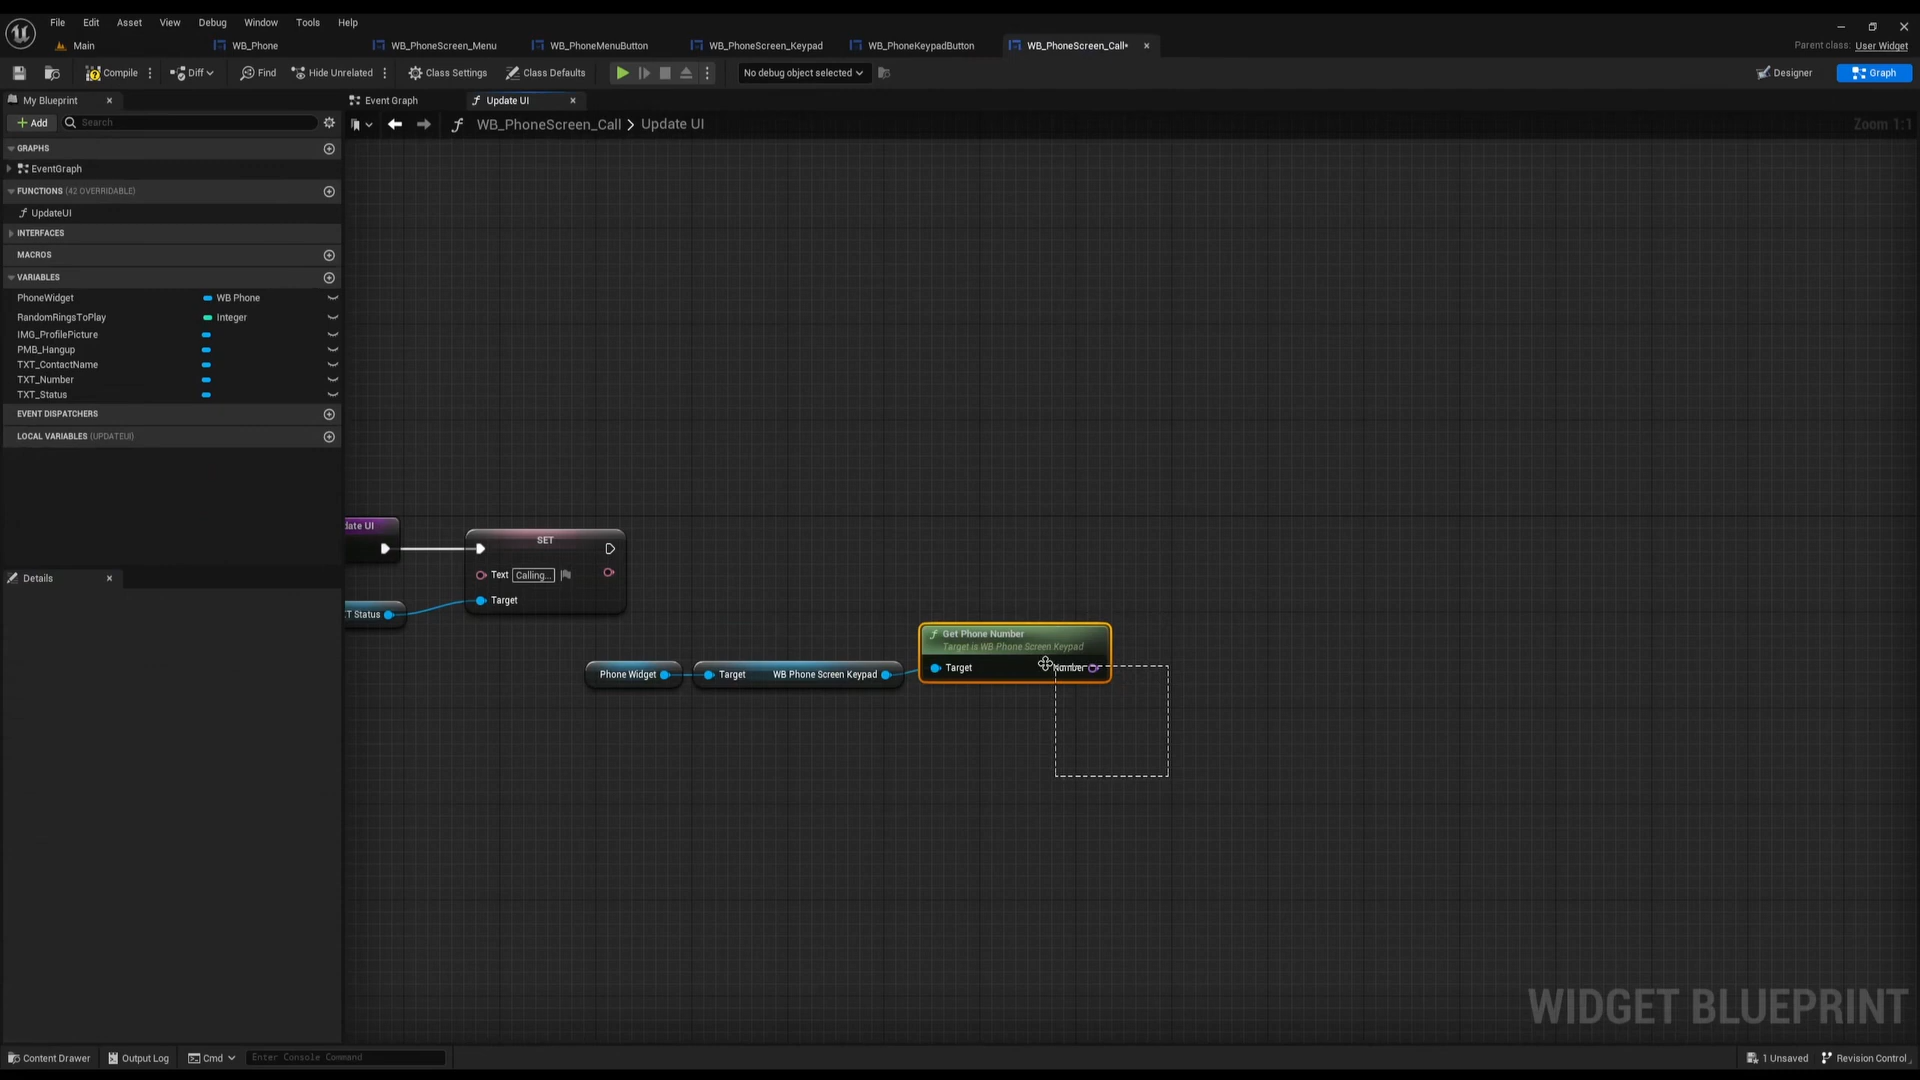 File Edit Asset View Debug Window Tools Help
Main WB_Phone WB_PhoneScreen_Menu WB_PhoneMenuButton WB_PhoneScreen_Keypad WB_PhoneKeypadButton WB_PhoneScreen_Call•
Parent class: User Widget
Compile Diff Find Hide Unrelated Class Settings Class Defaults No debug object selected Designer Graph
My Blueprint
Event Graph Update UI
Add Search
WB_PhoneScreen_Call > Update UI
Zoom 1:1
GRAPHS
EventGraph
FUNCTIONS (42 OVERRIDABLE)
UpdateUI
INTERFACES
MACROS
VARIABLES
PhoneWidget WB Phone
RandomRingsToPlay Integer
IMG_ProfilePicture
PMB_Hangup
TXT_ContactName
TXT_Number
TXT_Status
EVENT DISPATCHERS
LOCAL VARIABLES (UPDATEUI)
date UI
SET
Text Calling...
Target
T Status
Details
Get Phone Number
Target is WB Phone Screen Keypad
Target Number
Phone Widget
Target WB Phone Screen Keypad
WIDGET BLUEPRINT
Content Drawer Output Log Cmd Enter Console Command
1 Unsaved Revision Control